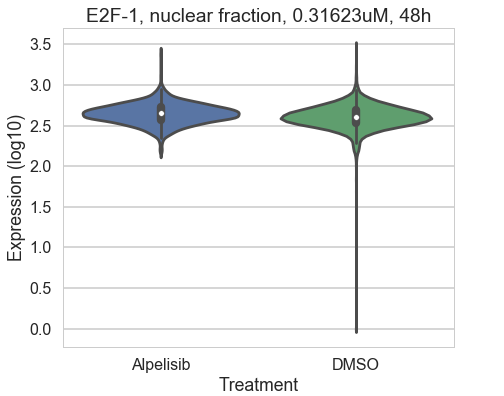 E2F-1, nuclear fraction, 0.31623uM, 48h
3.5
3.0
2.5
2.0
1.5
1.0
0.5
0.0
Expression (log10)
Alpelisib DMSO
Treatment